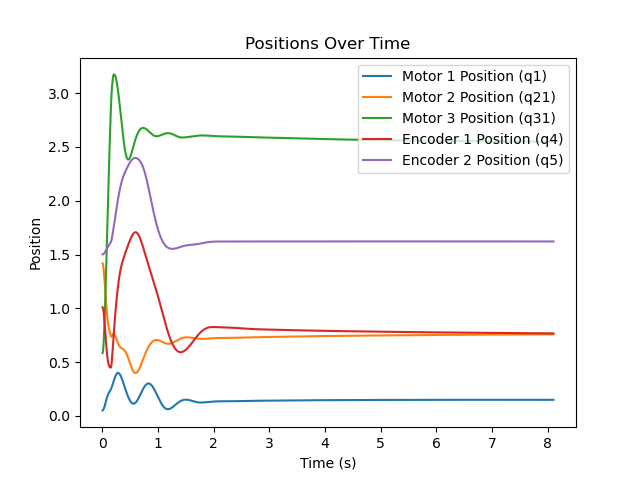 Positions Over Time
Motor 1 Position (q1)
Motor 2 Position (q21)
Motor 3 Position (q31)
Encoder 1 Position (q4)
Encoder 2 Position (q5)
Position
3.0
2.5
2.0
1.5
1.0
0.5
0.0
0 1 2 3 4 5 6 7 8
Time (s)